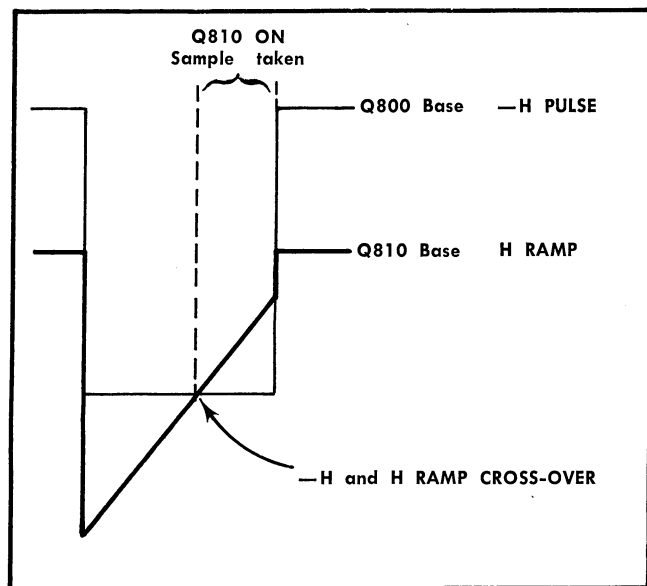 Q810 ON
Sample taken
Q800 Base —H PULSE
Q810 Base H RAMP
—H and H RAMP CROSS-OVER